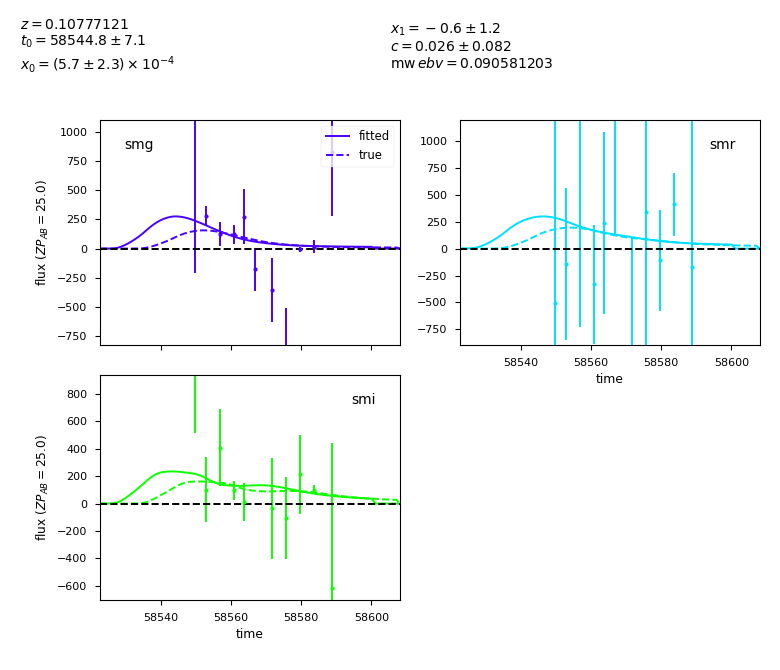 z = 0.10777121
t₀ = 58544.8 ± 7.1
x₀ = (5.7 ± 2.3) × 10⁻⁴
x₁ = − 0.6 ± 1.2
c = 0.026 ± 0.082
mw ebv = 0.090581203
smg
fitted
true
1000
750
500
250
0
−250
−500
−750
flux (ZP_AB = 25.0)
smr
1000
750
500
250
0
−250
−500
−750
58540 58560 58580 58600
time
smi
800
600
400
200
0
−200
−400
−600
flux (ZP_AB = 25.0)
58540 58560 58580 58600
time